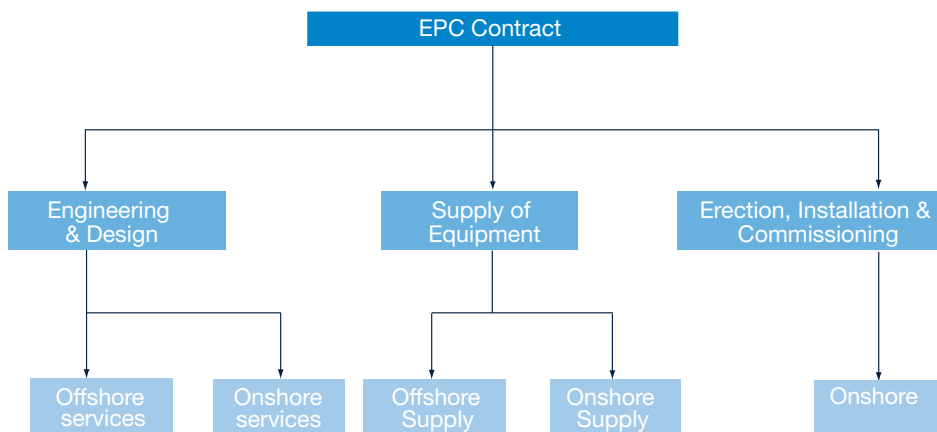 EPC Contract
Engineering
& Design
Supply of
Equipment
Erection, Installation &
Commissioning
Offshore
services
Onshore
services
Offshore
Supply
Onshore
Supply
Onshore